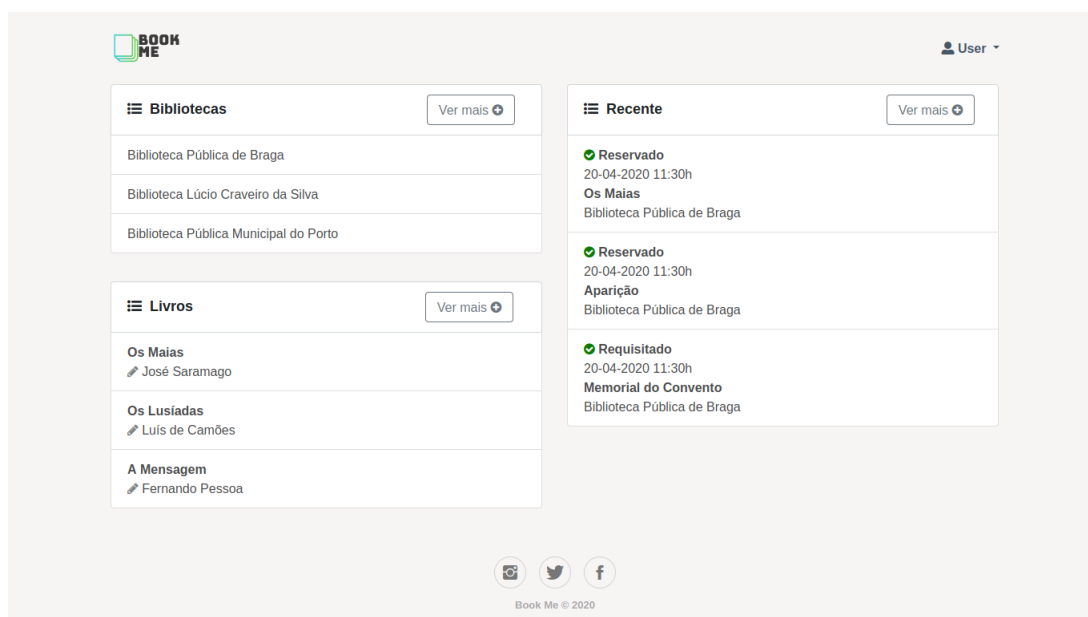 BOOK
ME
User
Bibliotecas
Ver mais
Biblioteca Pública de Braga
Biblioteca Lúcio Craveiro da Silva
Biblioteca Pública Municipal do Porto
Livros
Ver mais
Os Maias
José Saramago
Os Lusíadas
Luís de Camões
A Mensagem
Fernando Pessoa
Recente
Ver mais
Reservado
20-04-2020 11:30h
Os Maias
Biblioteca Pública de Braga
Reservado
20-04-2020 11:30h
Aparição
Biblioteca Pública de Braga
Requisitado
20-04-2020 11:30h
Memorial do Convento
Biblioteca Pública de Braga
Book Me © 2020